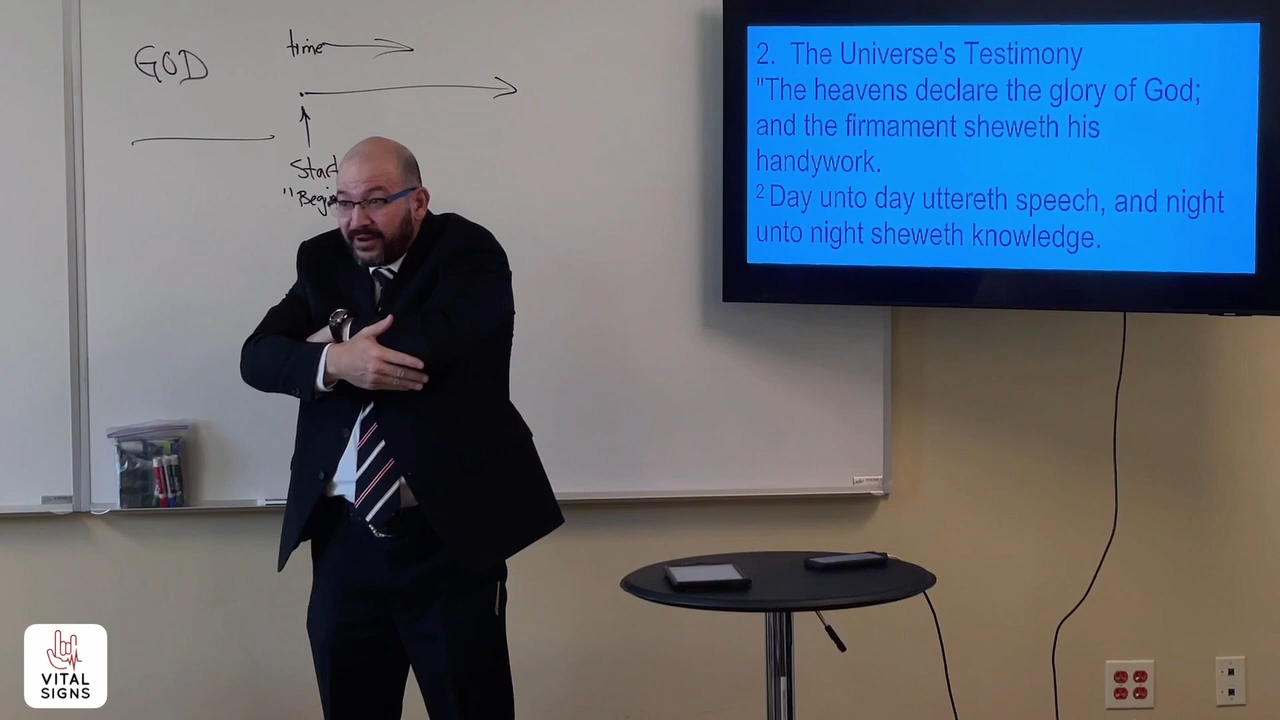 GOD
time
Start
"Begin
2. The Universe's Testimony
"The heavens declare the glory of God;
and the firmament sheweth his
handywork.
2 Day unto day uttereth speech, and night
unto night sheweth knowledge.
VITAL
SIGNS